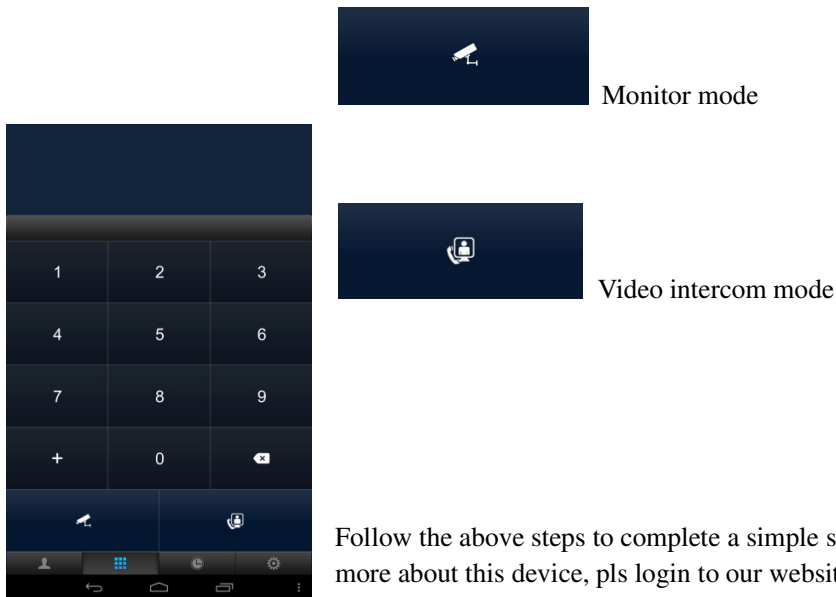 Monitor mode
1 2 3
Video intercom mode
4 5 6
7 8 9
+ 0
Follow the above steps to complete a simple s
more about this device, pls login to our websit